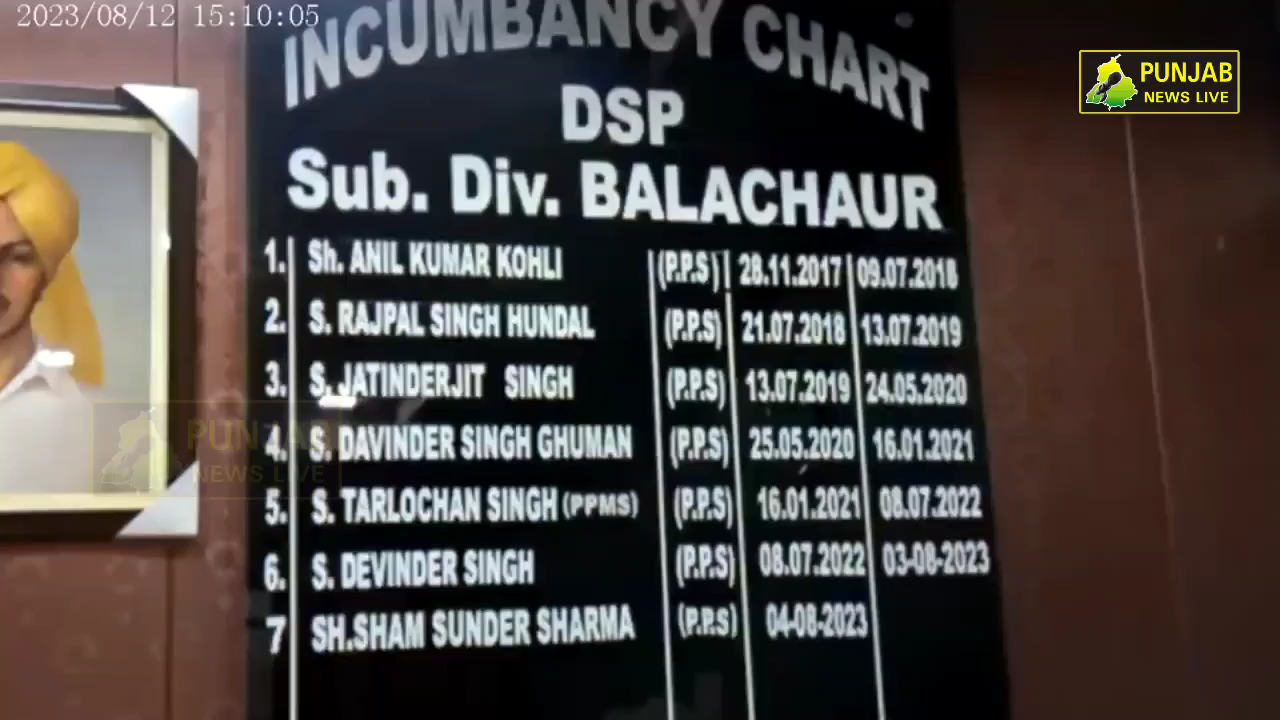 2023/08/12 15:10:05
PUNJAB
NEWS LIVE
INCUMBANCY CHART
DSP
Sub. Div. BALACHAUR
1. Sh. ANIL KUMAR KOHLI (P.P.S) 28.11.2017 09.07.2018
2. S. RAJPAL SINGH HUNDAL (P.P.S) 21.07.2018 13.07.2019
3. S. JATINDERJIT SINGH (P.P.S) 13.07.2019 24.05.2020
4. S. DAVINDER SINGH GHUMAN (P.P.S) 25.05.2020 16.01.2021
5. S. TARLOCHAN SINGH (PPMS) (P.P.S) 16.01.2021 08.07.2022
6. S. DEVINDER SINGH (P.P.S) 08.07.2022 03-08-2023
7 SH.SHAM SUNDER SHARMA (P.P.S) 04-08-2023
PUNJAB
NEWS LIVE